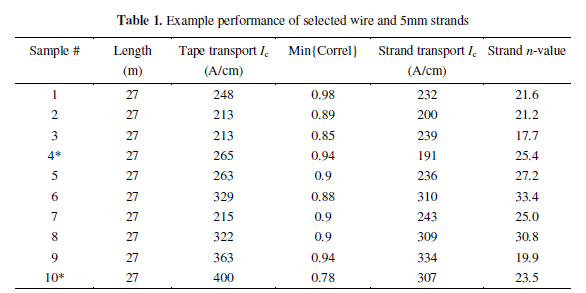 Table 1. Example performance of selected wire and 5mm strands
Sample # Length Tape transport Ic Min{Correl} Strand transport Ic Strand n-value
(m) (A/cm) (A/cm)
1 27 248 0.98 232 21.6
2 27 213 0.89 200 21.2
3 27 213 0.85 239 17.7
4* 27 265 0.94 191 25.4
5 27 263 0.9 236 27.2
6 27 329 0.88 310 33.4
7 27 215 0.9 243 25.0
8 27 322 0.9 309 30.8
9 27 363 0.94 334 19.9
10* 27 400 0.78 307 23.5